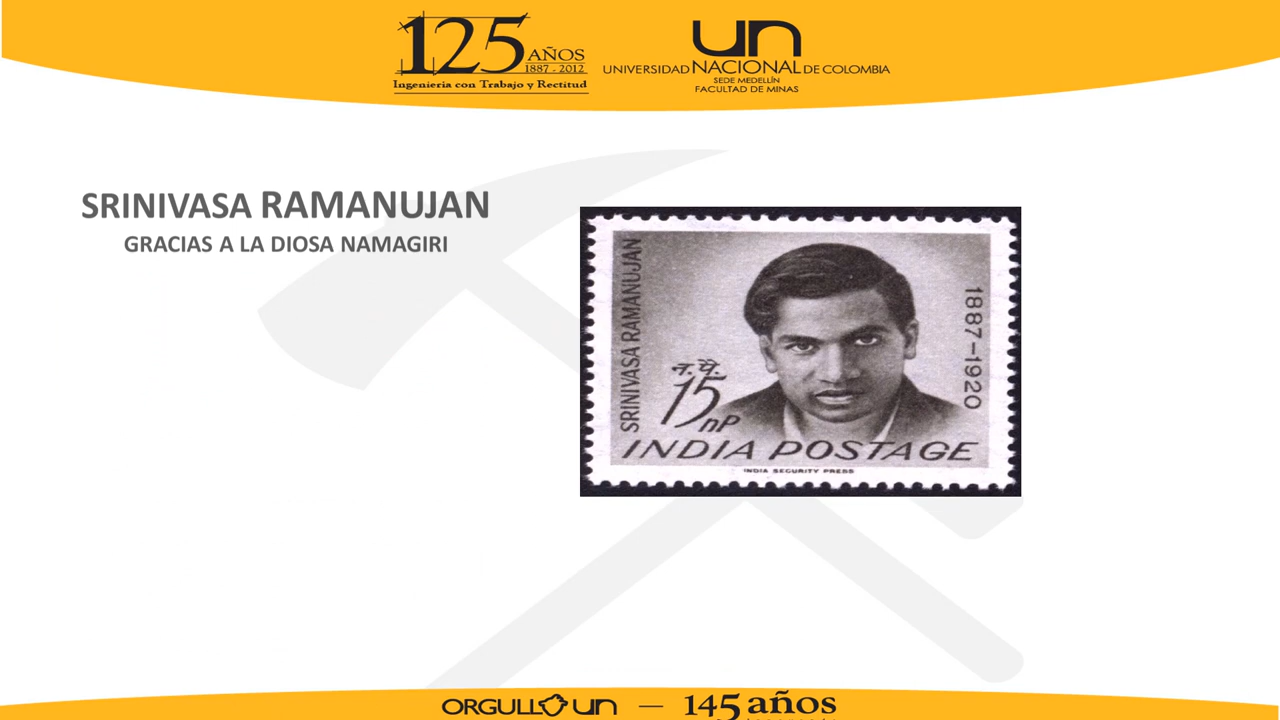 125 AÑOS
1887 - 2012
Ingeniería con Trabajo y Rectitud
un
UNIVERSIDAD NACIONAL DE COLOMBIA
SEDE MEDELLÍN
FACULTAD DE MINAS
SRINIVASA RAMANUJAN
GRACIAS A LA DIOSA NAMAGIRI
SRINIVASA RAMANUJAN
1887-1920
न.पै.
15 nP
INDIA POSTAGE
INDIA SECURITY PRESS
ORGULLO un — 145 años